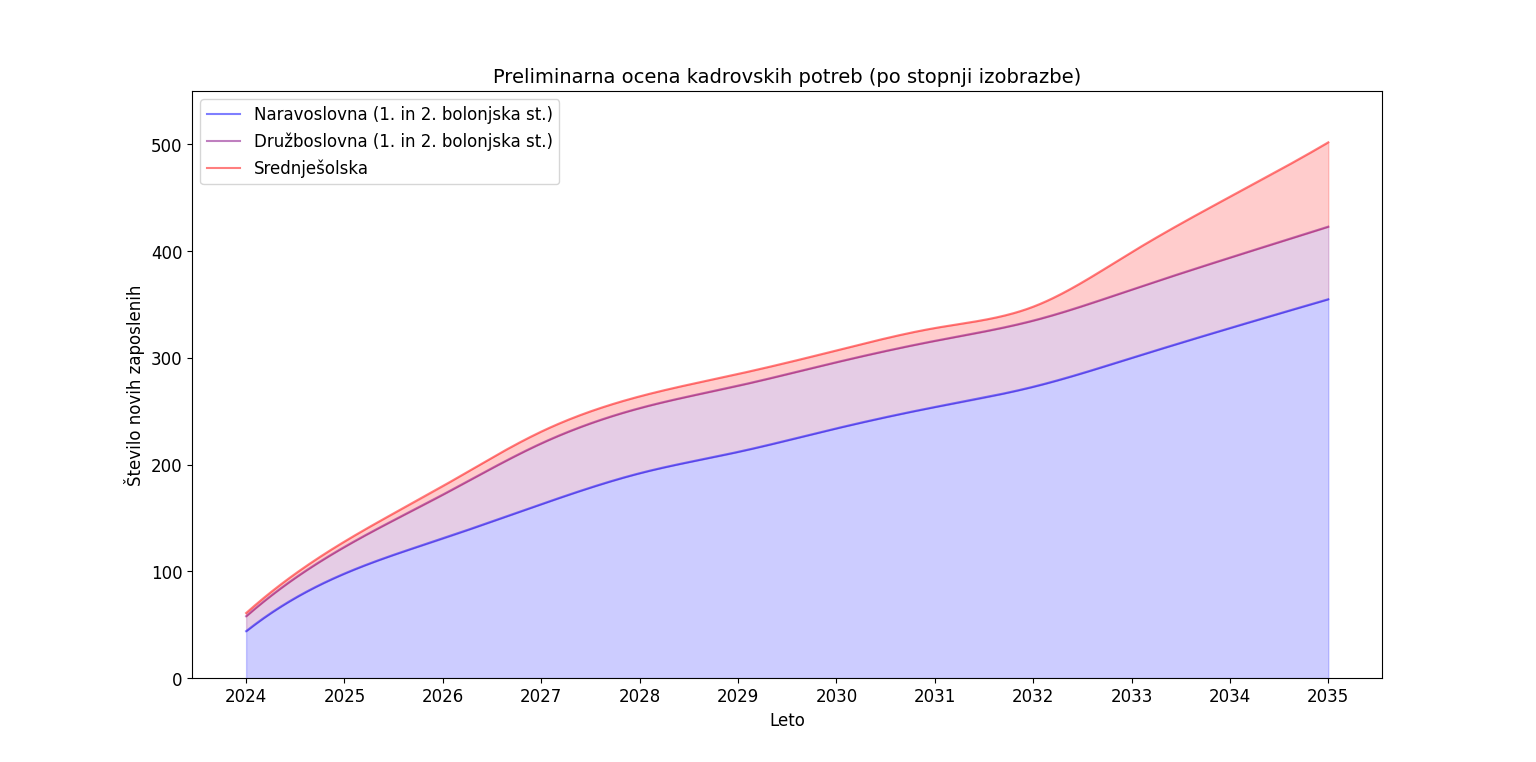 Preliminarna ocena kadrovskih potreb (po stopnji izobrazbe)
Naravoslovna (1. in 2. bolonjska st.)
Družboslovna (1. in 2. bolonjska st.)
Srednješolska
Število novih zaposlenih
500
400
300
200
100
0
2024 2025 2026 2027 2028 2029 2030 2031 2032 2033 2034 2035
Leto